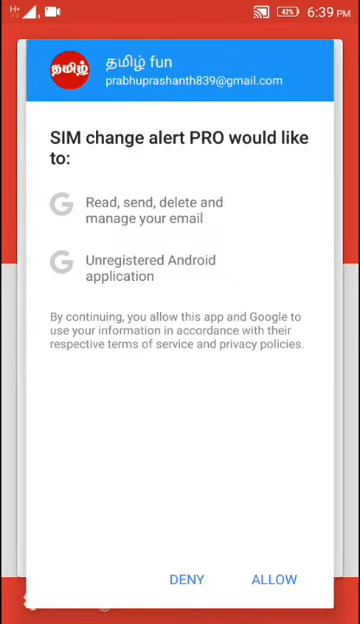 H+ 42% 6:39 PM
தமிழ்
தமிழ் fun
prabhuprashanth839@gmail.com
SIM change alert PRO would like
to:
G Read, send, delete and
manage your email
G Unregistered Android
application
By continuing, you allow this app and Google to
use your information in accordance with their
respective terms of service and privacy policies.
DENY ALLOW